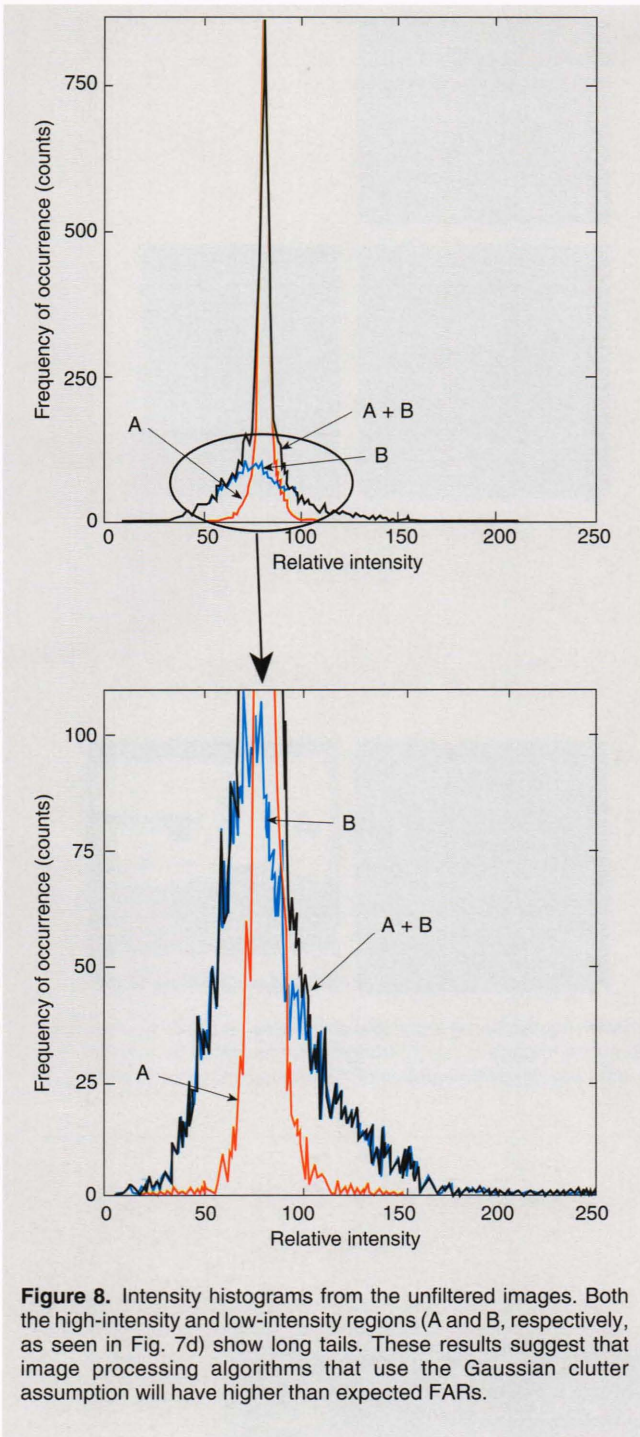 750
500
250
0
0
50
100
150
200
250
Frequency of occurrence (counts)
Relative intensity
A
A + B
B
100
75
50
25
0
0
50
100
150
200
250
Frequency of occurrence (counts)
Relative intensity
B
A + B
A
Figure 8. Intensity histograms from the unfiltered images. Both
the high-intensity and low-intensity regions (A and B, respectively,
as seen in Fig. 7d) show long tails. These results suggest that
image processing algorithms that use the Gaussian clutter
assumption will have higher than expected FARs.